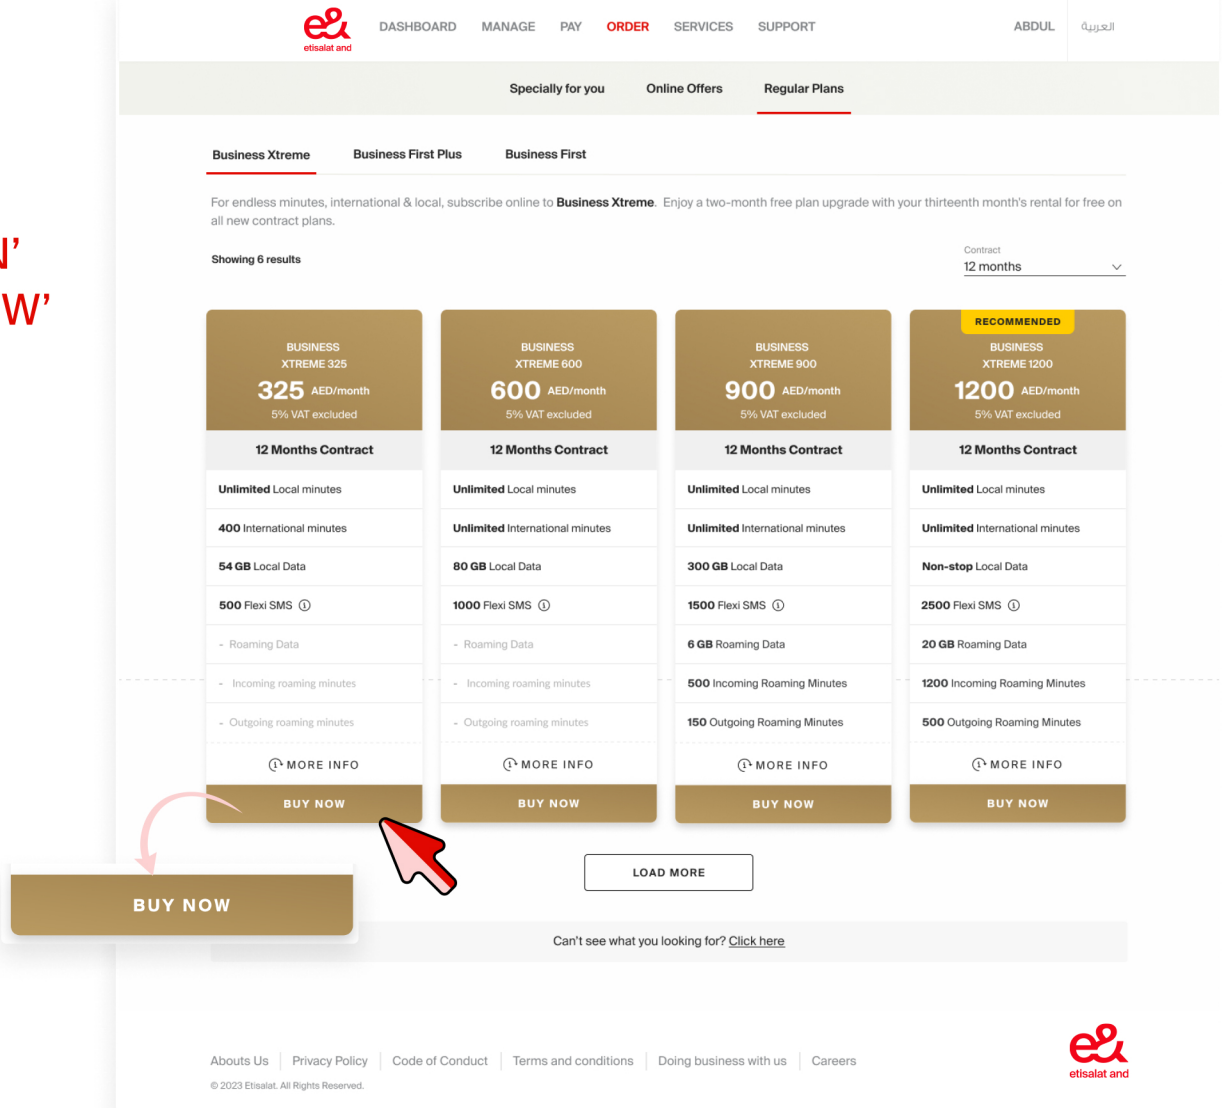 DASHBOARD MANAGE PAY ORDER SERVICES SUPPORT ABDUL العربية
etisalat and
Specially for you Online Offers Regular Plans
Business Xtreme Business First Plus Business First
For endless minutes, international & local, subscribe online to Business Xtreme. Enjoy a two-month free plan upgrade with your thirteenth month's rental for free on
all new contract plans.
N'
W'
Showing 6 results
Contract
12 months
BUSINESS
XTREME 325
325 AED/month
5% VAT excluded
12 Months Contract
Unlimited Local minutes
400 International minutes
54 GB Local Data
500 Flexi SMS
- Roaming Data
- Incoming roaming minutes
- Outgoing roaming minutes
MORE INFO
BUY NOW
BUSINESS
XTREME 600
600 AED/month
5% VAT excluded
12 Months Contract
Unlimited Local minutes
Unlimited International minutes
80 GB Local Data
1000 Flexi SMS
- Roaming Data
- Incoming roaming minutes
- Outgoing roaming minutes
MORE INFO
BUY NOW
BUSINESS
XTREME 900
900 AED/month
5% VAT excluded
12 Months Contract
Unlimited Local minutes
Unlimited International minutes
300 GB Local Data
1500 Flexi SMS
6 GB Roaming Data
500 Incoming Roaming Minutes
150 Outgoing Roaming Minutes
MORE INFO
BUY NOW
RECOMMENDED
BUSINESS
XTREME 1200
1200 AED/month
5% VAT excluded
12 Months Contract
Unlimited Local minutes
Unlimited International minutes
Non-stop Local Data
2500 Flexi SMS
20 GB Roaming Data
1200 Incoming Roaming Minutes
500 Outgoing Roaming Minutes
MORE INFO
BUY NOW
LOAD MORE
BUY NOW
Can't see what you looking for? Click here
Abouts Us Privacy Policy Code of Conduct Terms and conditions Doing business with us Careers
© 2023 Etisalat. All Rights Reserved.
e&
etisalat and